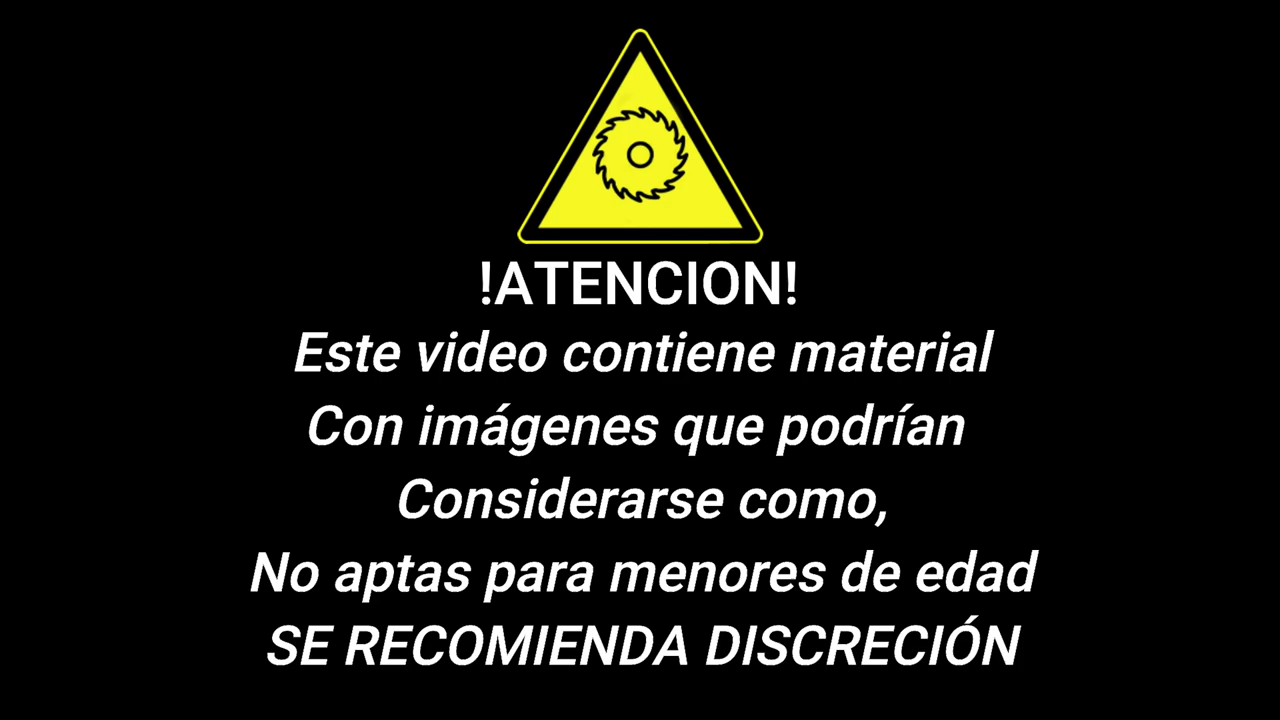 !ATENCION!
Este video contiene material
Con imágenes que podrían
Considerarse como,
No aptas para menores de edad
SE RECOMIENDA DISCRECIÓN